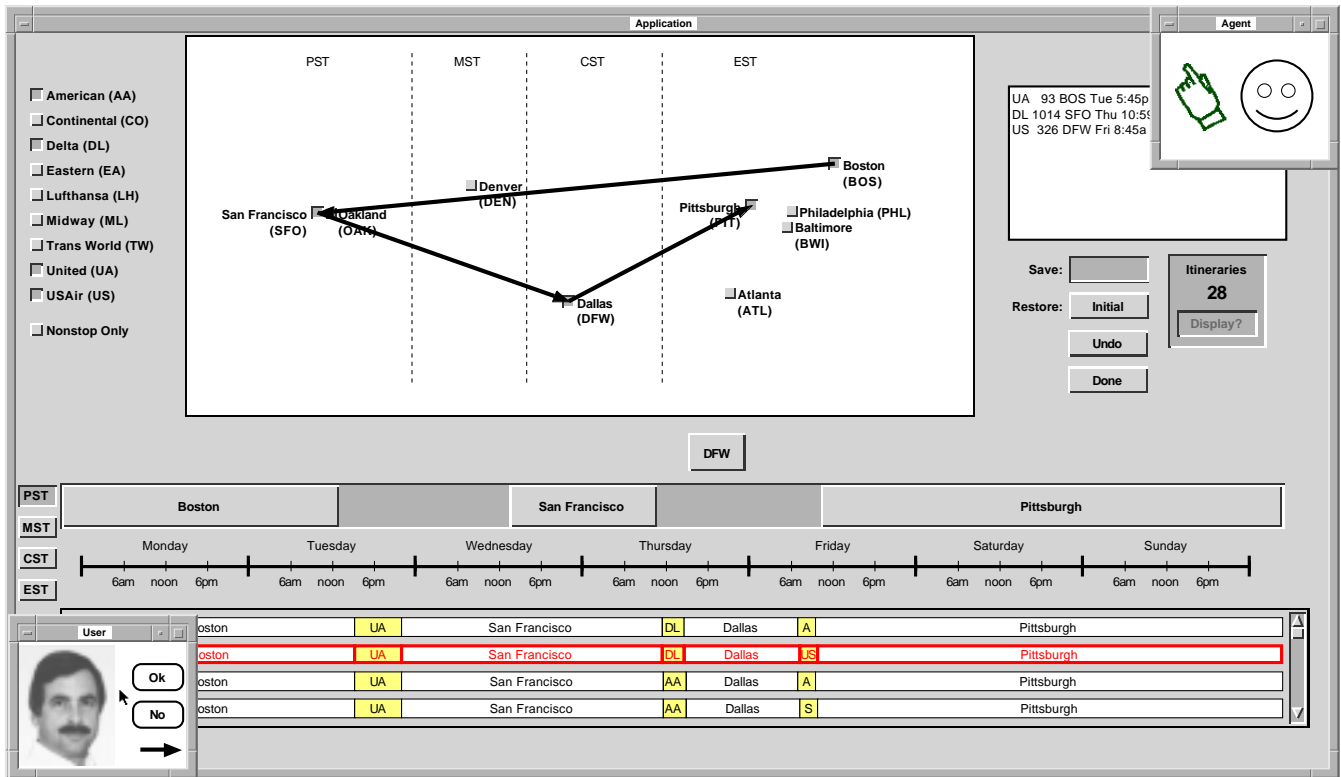 Application
Agent
PST MST CST EST
American (AA)
Continental (CO)
Delta (DL)
Eastern (EA)
Lufthansa (LH)
Midway (ML)
Trans World (TW)
United (UA)
USAir (US)
Nonstop Only
Boston
(BOS)
Denver
(DEN)
San Francisco
(SFO)
Oakland
(OAK)
Pittsburgh
(PIT)
Philadelphia (PHL)
Baltimore
(BWI)
Atlanta
(ATL)
Dallas
(DFW)
UA 93 BOS Tue 5:45p
DL 1014 SFO Thu 10:59
US 326 DFW Fri 8:45a
Save:
Restore: Initial
Undo
Done
Itineraries
28
Display?
DFW
PST
MST
CST
EST
Boston San Francisco Pittsburgh
Monday Tuesday Wednesday Thursday Friday Saturday Sunday
6am noon 6pm 6am noon 6pm 6am noon 6pm 6am noon 6pm 6am noon 6pm 6am noon 6pm 6am noon 6pm
oston UA San Francisco DL Dallas A Pittsburgh
oston UA San Francisco DL Dallas US Pittsburgh
oston UA San Francisco AA Dallas A Pittsburgh
oston UA San Francisco AA Dallas S Pittsburgh
User
Ok
No